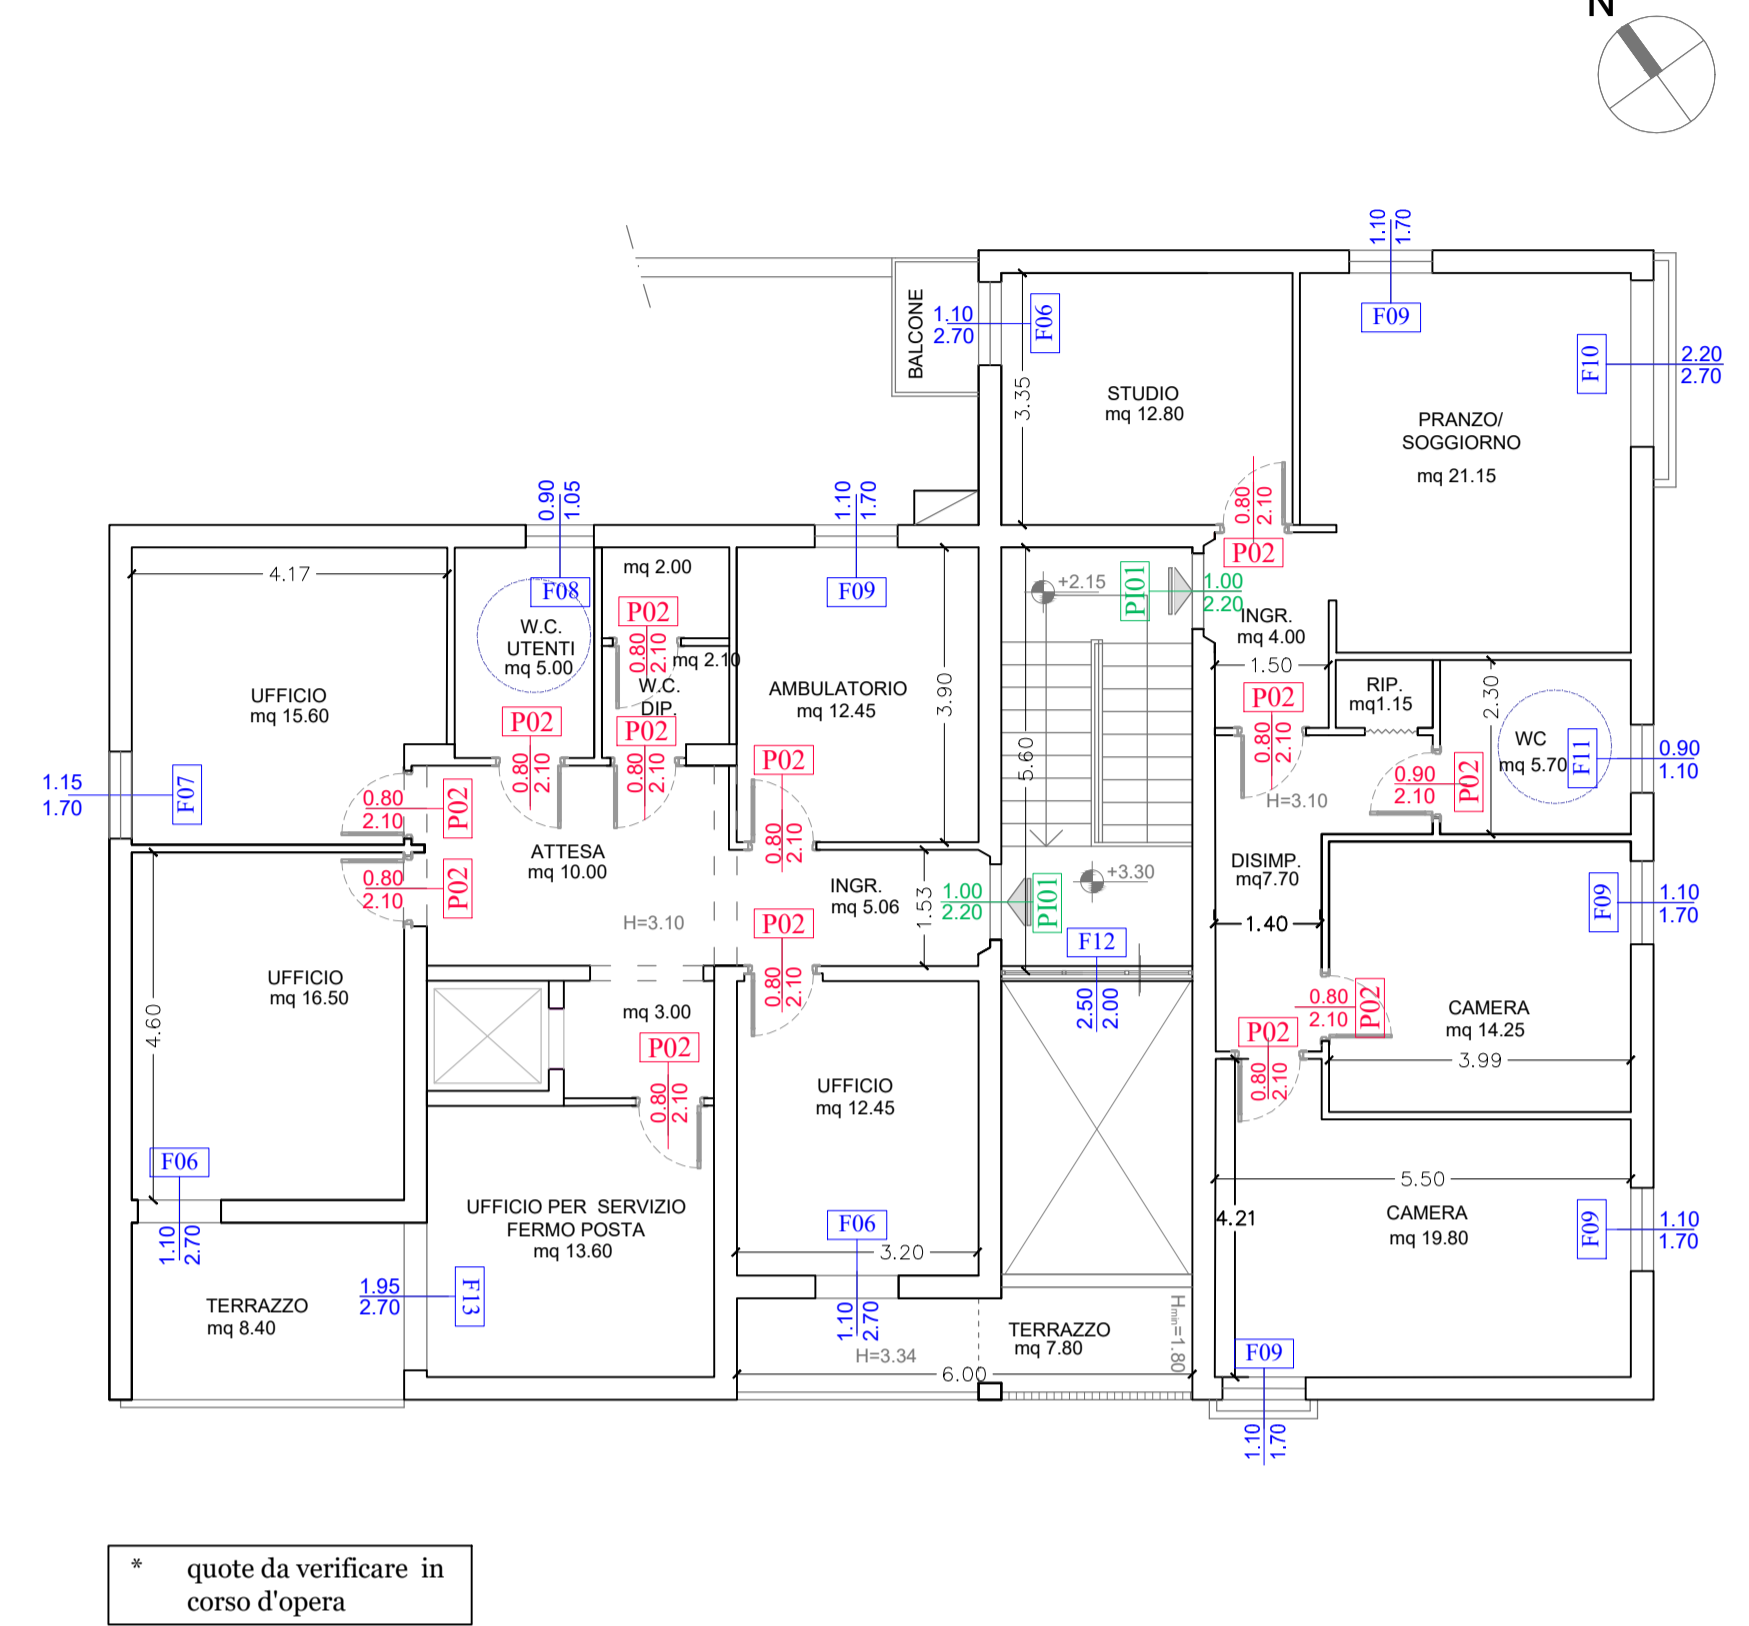 N
1.10
1.70
F09
BALCONE
1.10
2.70
F06
3.35
STUDIO
mq 12.80
PRANZO/
SOGGIORNO
mq 21.15
F10
2.20
2.70
0.80
2.10
P02
0.90
1.05
F08
1.10
1.70
F09
4.17
UFFICIO
mq 15.60
W.C.
UTENTI
mq 5.00
mq 2.00
P02
0.80
2.10
mq 2.10
W.C.
DIP.
AMBULATORIO
mq 12.45
3.90
+2.15
PI01
1.00
2.20
INGR.
mq 4.00
1.50
RIP.
mq1.15
2.30
WC
mq 5.70
F11
0.90
1.10
P02
0.80
2.10
P02
0.90
2.10
H=3.10
5.60
1.15
1.70
F07
P02
0.80
2.10
P02
0.80
2.10
P02
0.80
2.10
0.80
2.10
P02
0.80
2.10
P02
ATTESA
mq 10.00
H=3.10
INGR.
mq 5.06
1.53
1.00
2.20
PI01
+3.30
DISIMP.
mq7.70
1.40
F09
1.10
1.70
P02
0.80
2.10
F12
2.50
2.00
UFFICIO
mq 16.50
4.60
mq 3.00
P02
0.80
2.10
0.80
2.10
P02
CAMERA
mq 14.25
3.99
P02
0.80
2.10
UFFICIO
mq 12.45
F06
1.10
2.70
UFFICIO PER SERVIZIO
FERMO POSTA
mq 13.60
F06
1.10
2.70
3.20
5.50
4.21
CAMERA
mq 19.80
F09
1.10
1.70
1.95
2.70
F13
TERRAZZO
mq 8.40
H=3.34
TERRAZZO
mq 7.80
Hmin=1.80
6.00
F09
1.10
1.70
* quote da verificare in
corso d'opera